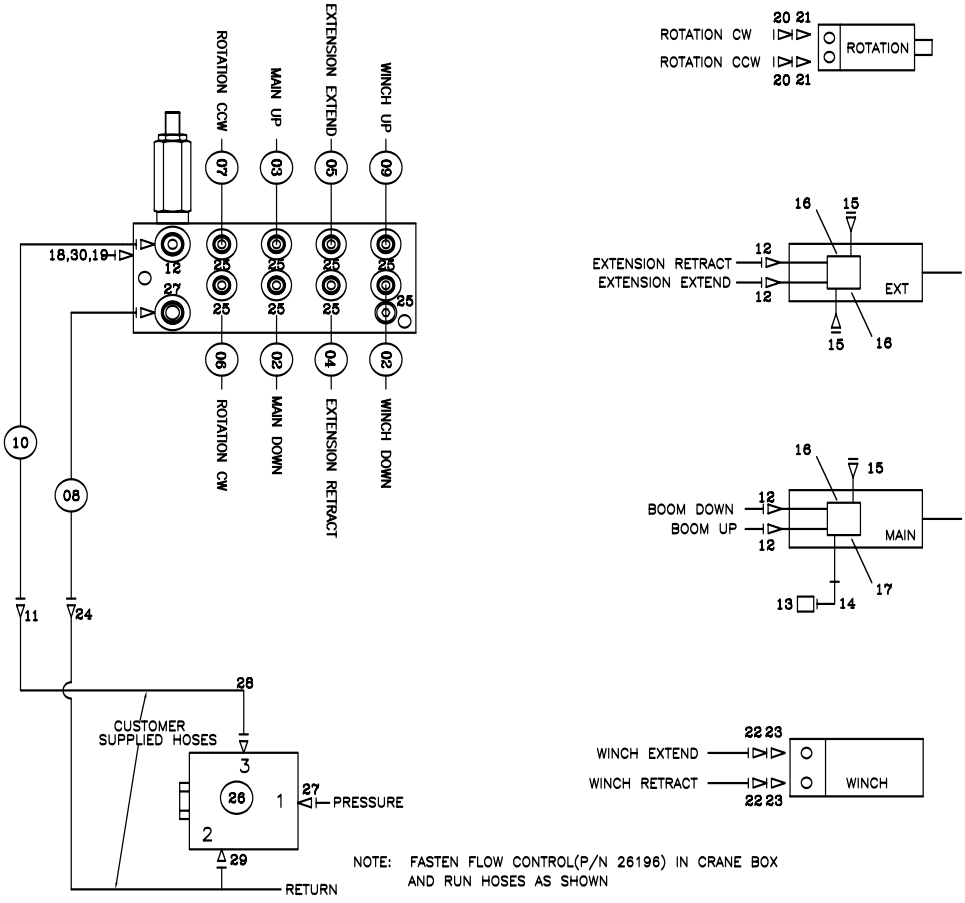 ROTATION CCW
MAIN UP
EXTENSION EXTEND
WINCH UP
07
03
05
09
18,30,19
12
25
25
25
25
27
25
25
25
25
06
02
04
02
ROTATION CW
MAIN DOWN
EXTENSION RETRACT
WINCH DOWN
10
08
11
24
28
CUSTOMER
SUPPLIED HOSES
3
26
1
27
PRESSURE
2
29
RETURN
20 21
ROTATION CW
ROTATION
ROTATION CCW
20 21
16
15
12
EXTENSION RETRACT
EXTENSION EXTEND
EXT
12
15
16
16
15
12
BOOM DOWN
BOOM UP
MAIN
12
17
13
14
22 23
WINCH EXTEND
WINCH RETRACT
WINCH
22 23
NOTE: FASTEN FLOW CONTROL(P/N 26196) IN CRANE BOX
AND RUN HOSES AS SHOWN